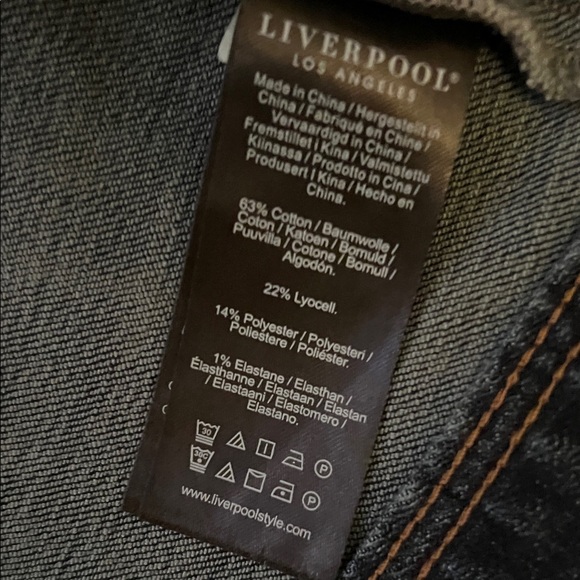 LIVERPOOL®
LOS ANGELES
Made in China / Hergestellt in
China / Fabriqué en Chine /
Vervaardigd in China /
Fremstillet i Kina / Valmistettu
Kiinassa / Prodotto in Cina /
Produsert i Kina / Hecho en
China.
63% Cotton / Baumwolle /
Coton / Katoen / Bomuld /
Puuvilla / Cotone / Bomull /
Algodón.
22% Lyocell.
14% Polyester / Polyesteri /
Poliestere / Poliéster.
1% Elastane / Elasthan /
Élasthanne / Elastaan / Elastan
/ Elastaani / Elastomero /
Elastano.
30 P
30C P
www.liverpoolstyle.com